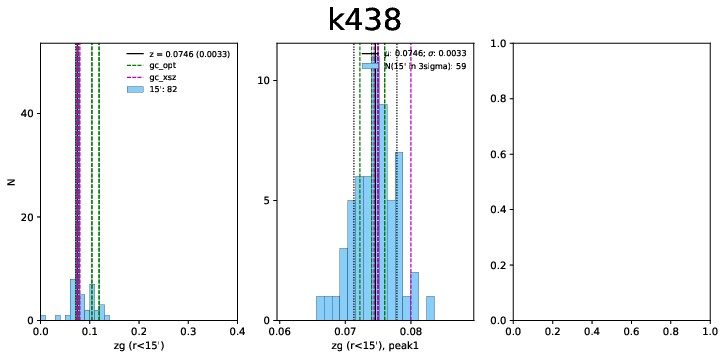 k438
N
40
20
0
0.0 0.1 0.2 0.3 0.4
zg (r<15')
z = 0.0746 (0.0033)
gc_opt
gc_xsz
15': 82
10
5
0
0.06 0.07 0.08
zg (r<15'), peak1
μ: 0.0746; σ: 0.0033
N(15' in 3sigma): 59
1.0
0.8
0.6
0.4
0.2
0.0
0.0 0.2 0.4 0.6 0.8 1.0